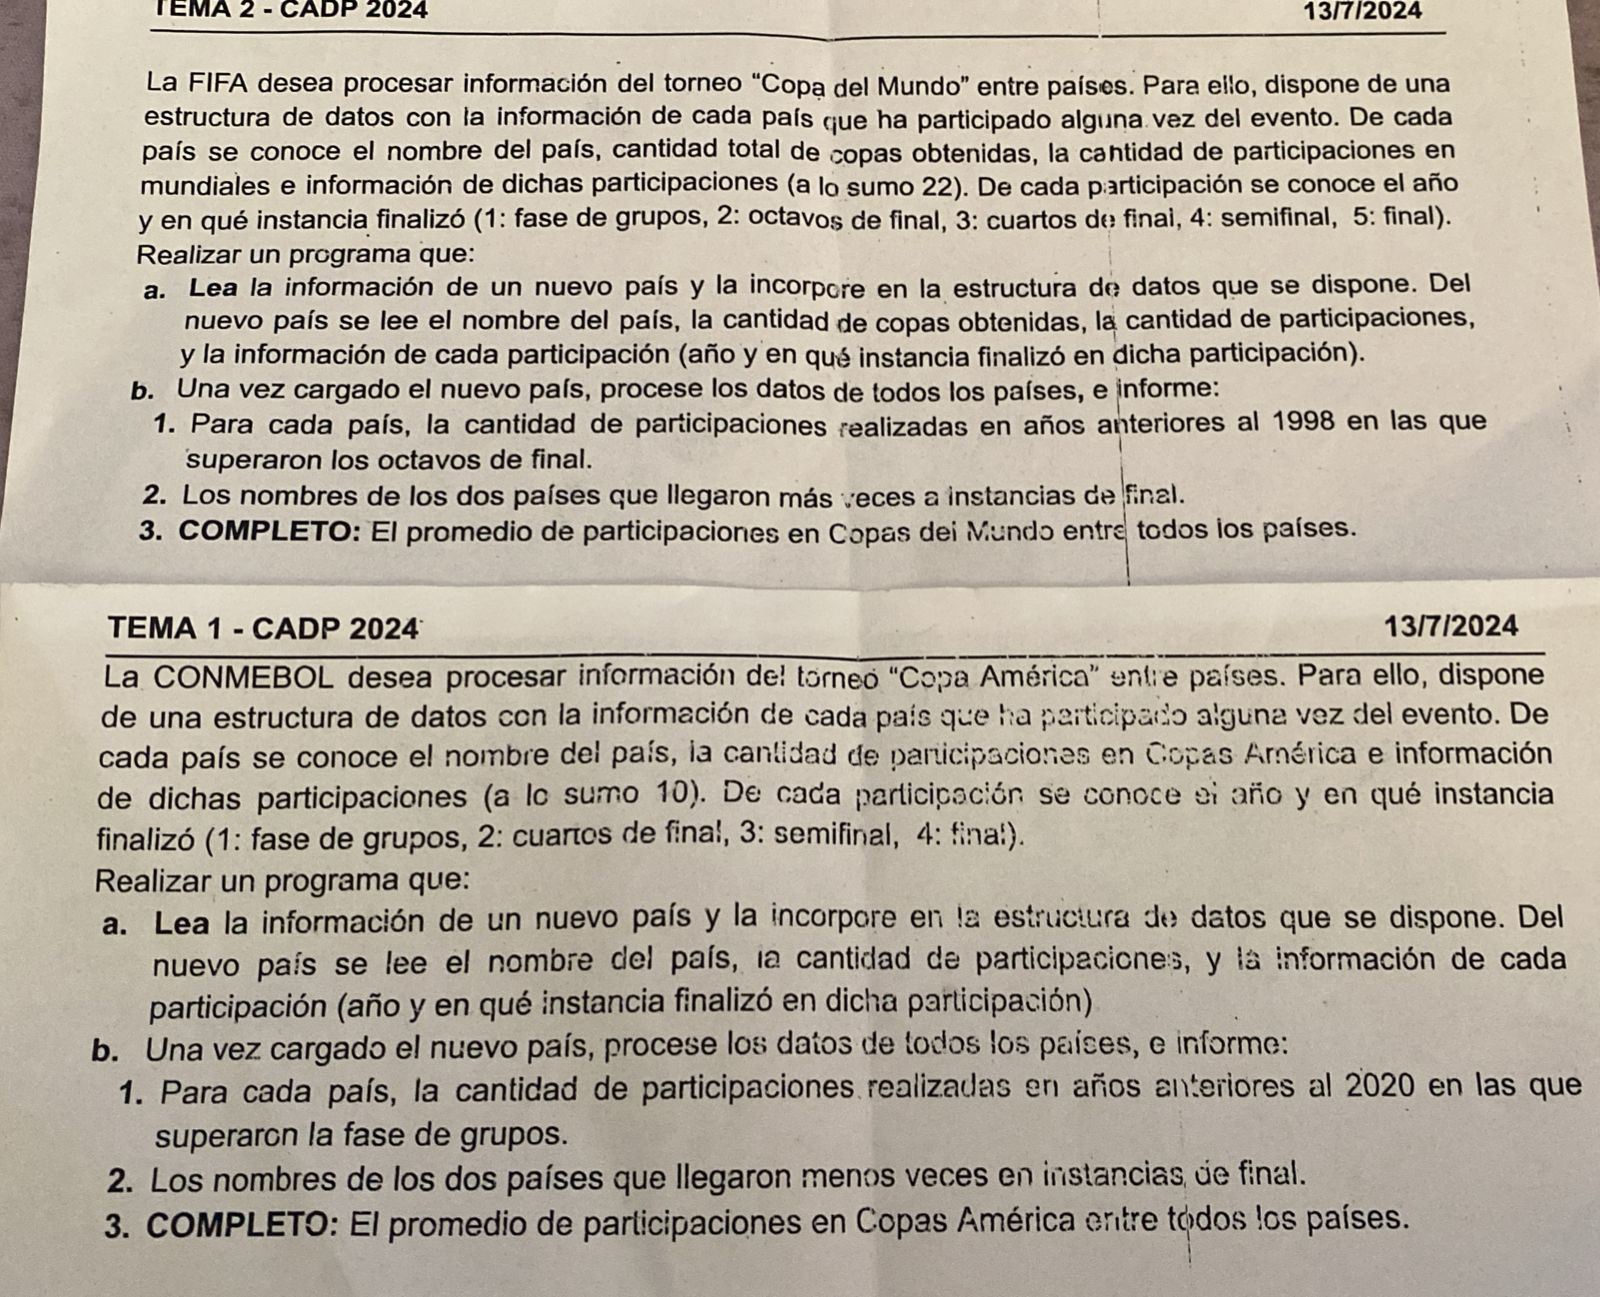 TEMA 2 - CADP 2024 13/7/2024
La FIFA desea procesar información del torneo “Copa del Mundo” entre países. Para ello, dispone de una
estructura de datos con la información de cada país que ha participado alguna vez del evento. De cada
país se conoce el nombre del país, cantidad total de copas obtenidas, la cantidad de participaciones en
mundiales e información de dichas participaciones (a lo sumo 22). De cada participación se conoce el año
y en qué instancia finalizó (1: fase de grupos, 2: octavos de final, 3: cuartos de final, 4: semifinal, 5: final).
Realizar un programa que:
a. Lea la información de un nuevo país y la incorpore en la estructura de datos que se dispone. Del
nuevo país se lee el nombre del país, la cantidad de copas obtenidas, la cantidad de participaciones,
y la información de cada participación (año y en qué instancia finalizó en dicha participación).
b. Una vez cargado el nuevo país, procese los datos de todos los países, e informe:
1. Para cada país, la cantidad de participaciones realizadas en años anteriores al 1998 en las que
superaron los octavos de final.
2. Los nombres de los dos países que llegaron más veces a instancias de final.
3. COMPLETO: El promedio de participaciones en Copas del Mundo entre todos los países.
TEMA 1 - CADP 2024 13/7/2024
La CONMEBOL desea procesar información del torneo “Copa América” entre países. Para ello, dispone
de una estructura de datos con la información de cada país que ha participado alguna vez del evento. De
cada país se conoce el nombre del país, la cantidad de participaciones en Copas América e información
de dichas participaciones (a lo sumo 10). De cada participación se conoce el año y en qué instancia
finalizó (1: fase de grupos, 2: cuartos de final, 3: semifinal, 4: final).
Realizar un programa que:
a. Lea la información de un nuevo país y la incorpore en la estructura de datos que se dispone. Del
nuevo país se lee el nombre del país, la cantidad de participaciones, y la información de cada
participación (año y en qué instancia finalizó en dicha participación)
b. Una vez cargado el nuevo país, procese los datos de todos los países, e informe:
1. Para cada país, la cantidad de participaciones realizadas en años anteriores al 2020 en las que
superaron la fase de grupos.
2. Los nombres de los dos países que llegaron menos veces en instancias de final.
3. COMPLETO: El promedio de participaciones en Copas América entre todos los países.